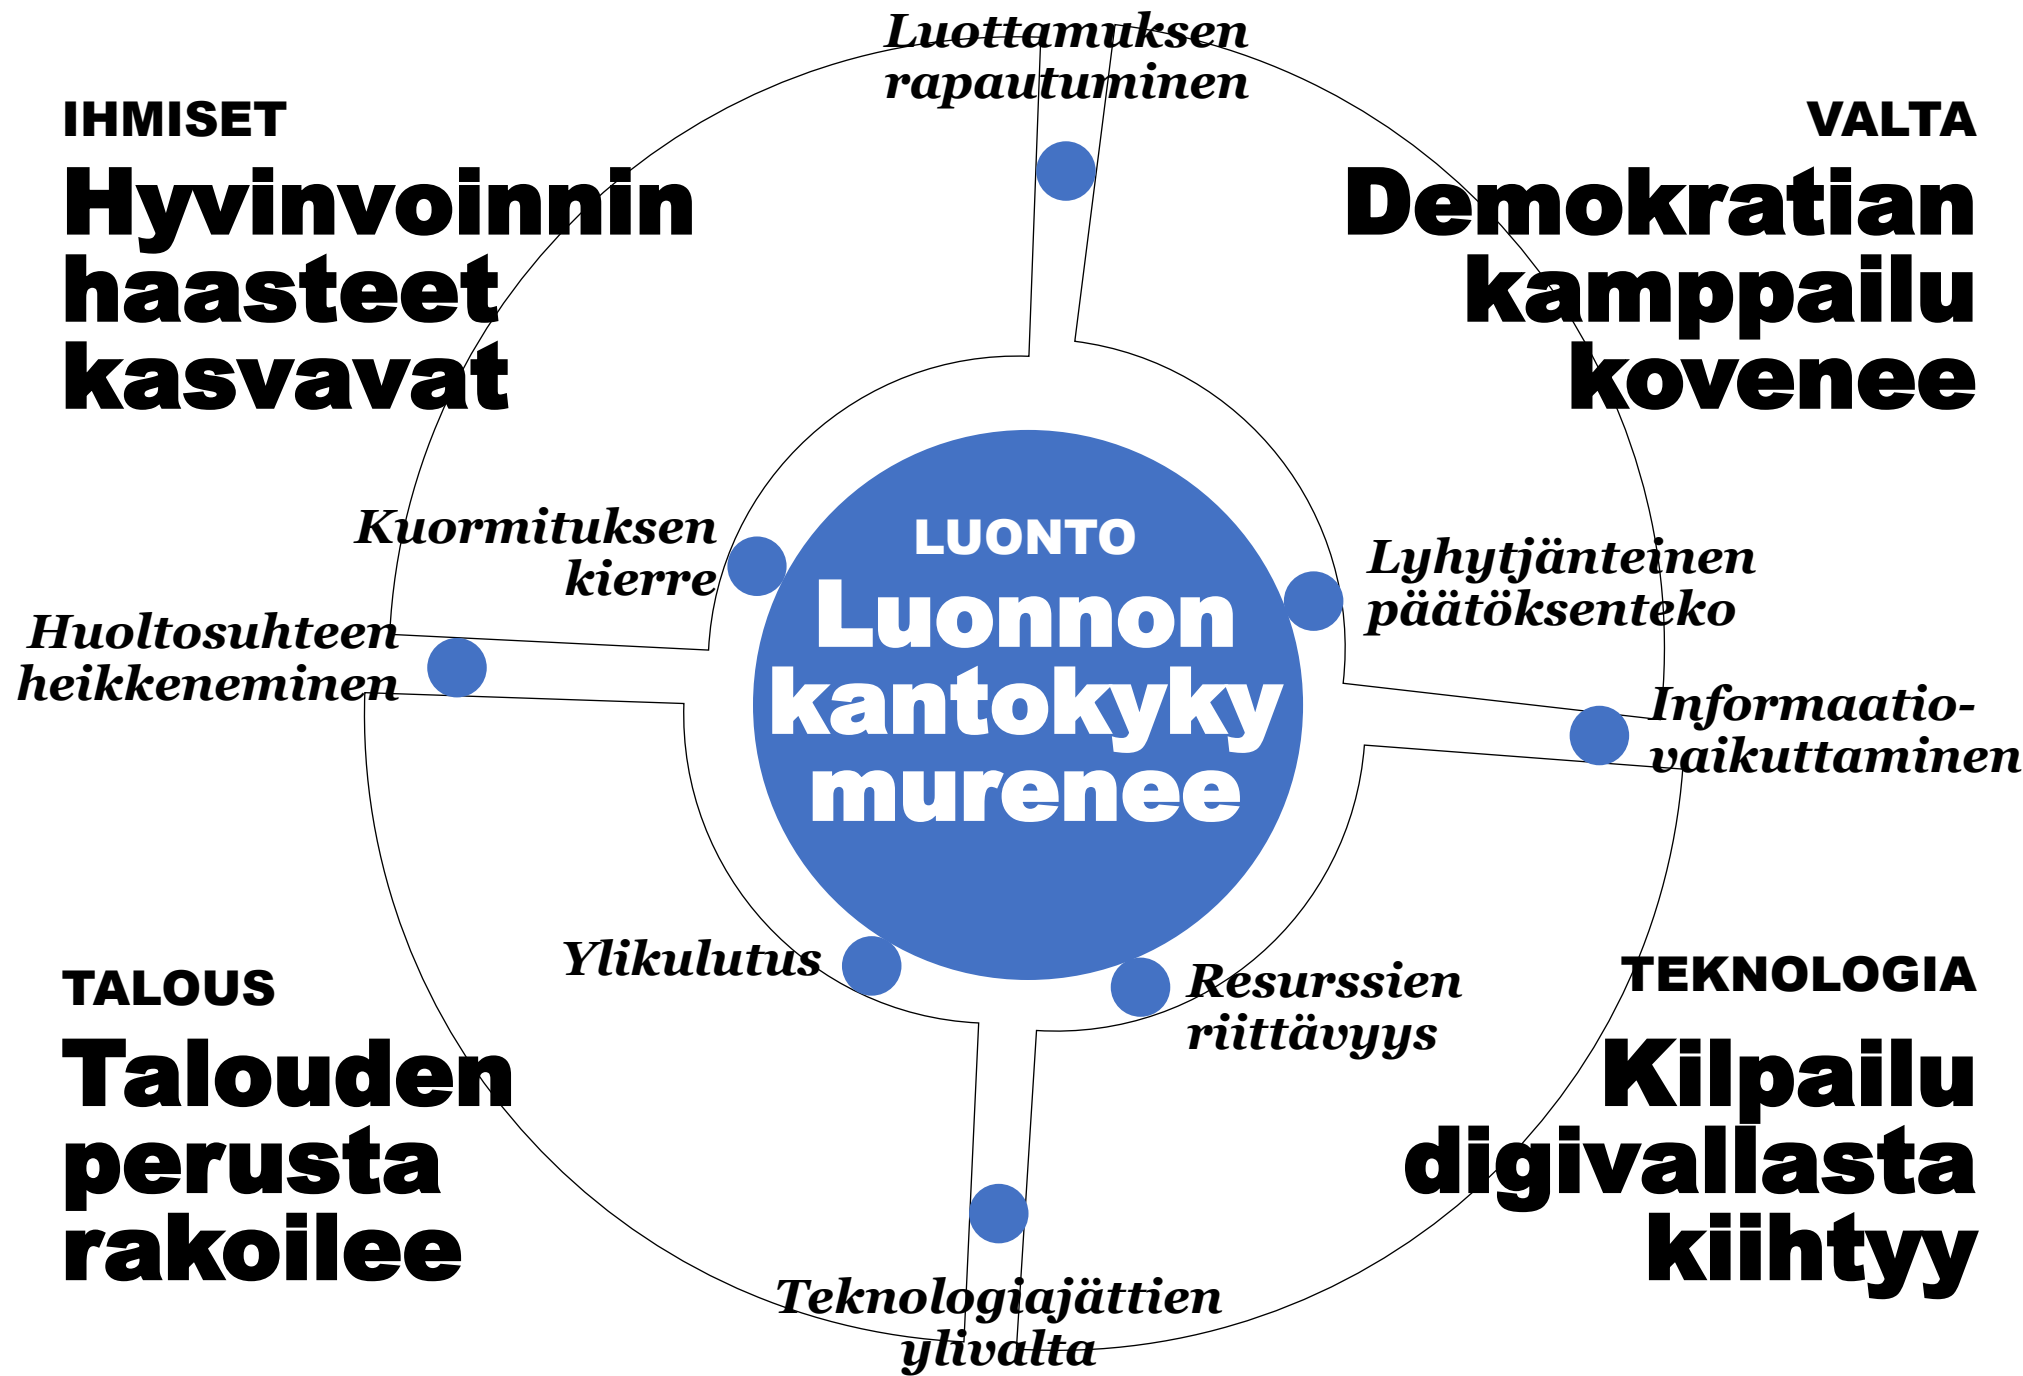 Luottamuksen
rapautuminen
IHMISET
Hyvinvoinnin
haasteet
kasvavat
VALTA
Demokratian
kamppailu
kovenee
Kuormituksen
kierre
LUONTO
Luonnon
kantokyky
murenee
Lyhytjänteinen
päätöksenteko
Huoltosuhteen
heikkeneminen
Informaatio-
vaikuttaminen
Ylikulutus
Resurssien
riittävyys
TALOUS
Talouden
perusta
rakoilee
TEKNOLOGIA
Kilpailu
digivallasta
kiihtyy
Teknologiajättien
ylivalta